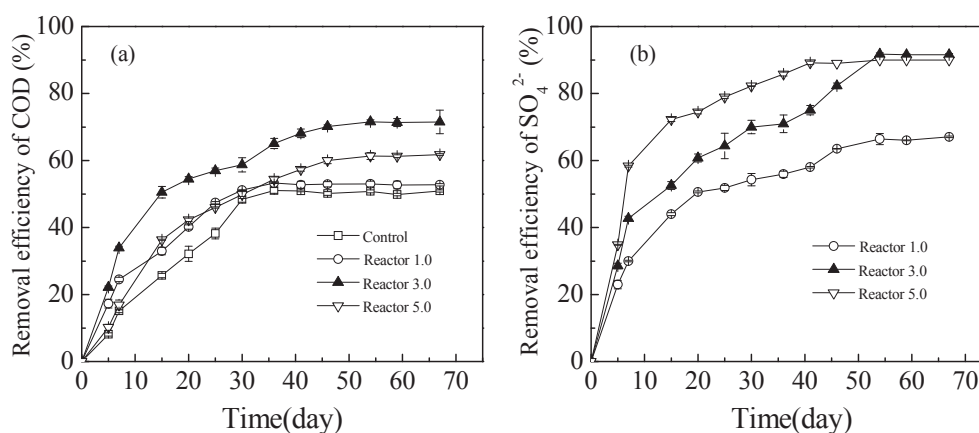 Removal efficiency of COD (%)
100
80
60
40
20
0
(a)
Control
Reactor 1.0
Reactor 3.0
Reactor 5.0
0 10 20 30 40 50 60 70
Time(day)
Removal efficiency of SO₄²⁻ (%)
100
80
60
40
20
0
(b)
Reactor 1.0
Reactor 3.0
Reactor 5.0
0 10 20 30 40 50 60 70
Time(day)